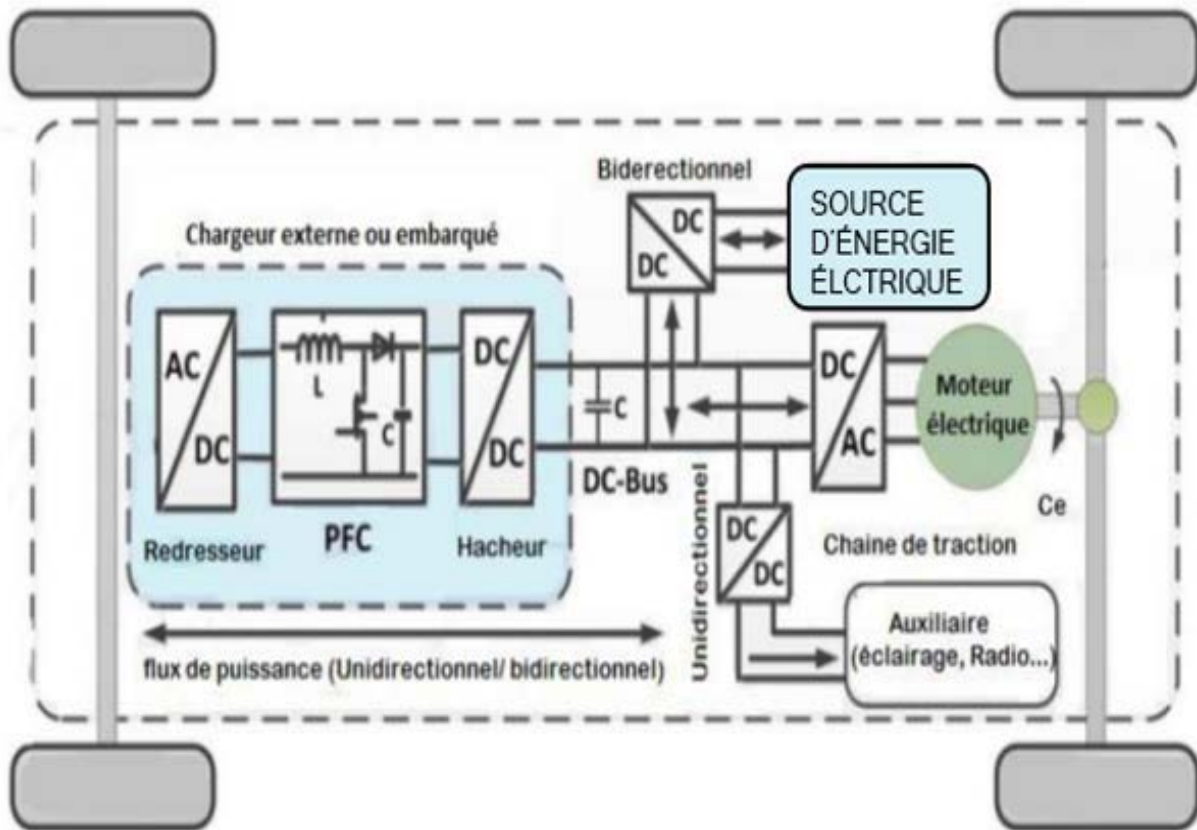 Biderectionnel
SOURCE
D'ÉNERGIE
ÉLCTRIQUE
DC
DC
Chargeur externe ou embarqué
AC
DC
L
C
DC
DC
C
DC
AC
Moteur
électrique
Ce
Redresseur
PFC
Hacheur
DC-Bus
Unidirectionnel
DC
DC
Chaine de traction
Auxiliaire
(éclairage, Radio...)
flux de puissance (Unidirectionnel/ bidirectionnel)